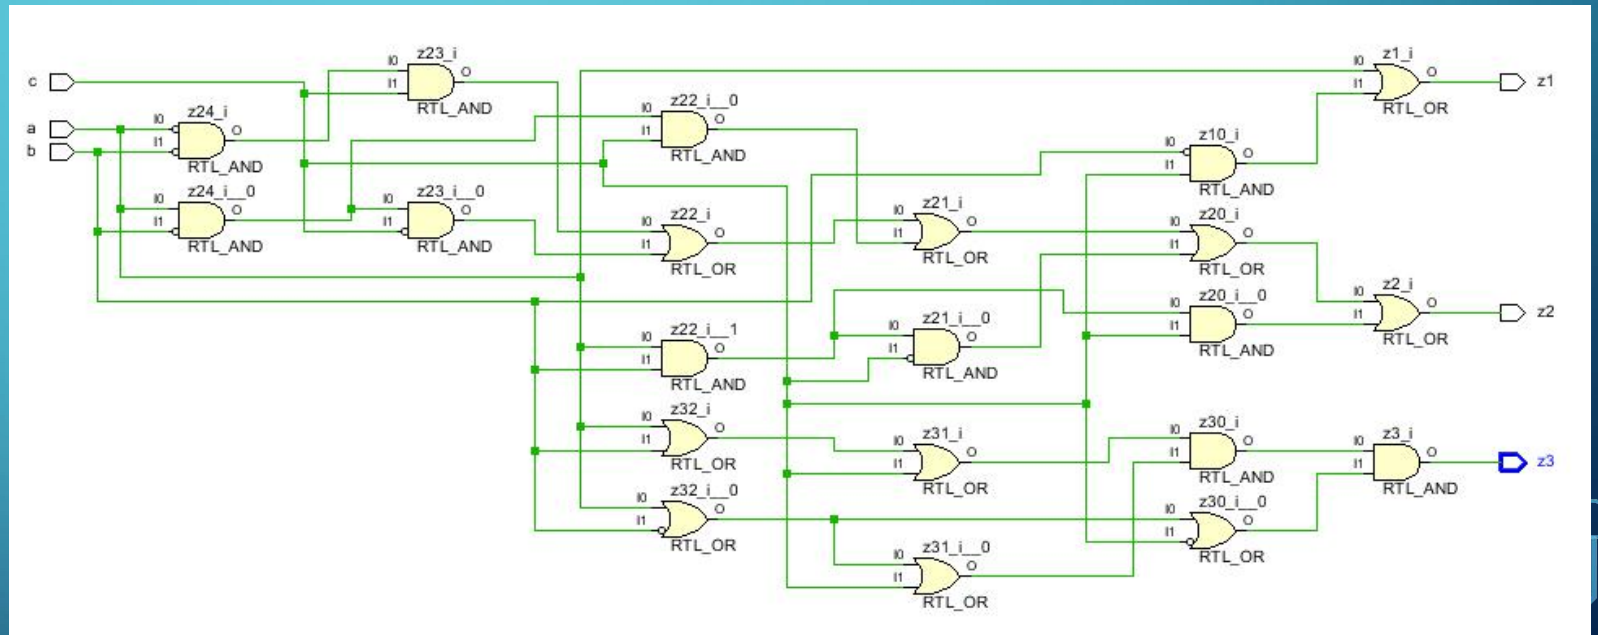 c
a
b
z24_i
I0
I1
O
RTL_AND
z24_i__0
I0
I1
O
RTL_AND
z23_i
I0
I1
O
RTL_AND
z23_i__0
I0
I1
O
RTL_AND
z22_i__0
I0
I1
O
RTL_AND
z22_i
I0
I1
O
RTL_OR
z22_i__1
I0
I1
O
RTL_AND
z32_i
I0
I1
O
RTL_OR
z32_i__0
I0
I1
O
RTL_OR
z21_i
I0
I1
O
RTL_OR
z21_i__0
I0
I1
O
RTL_AND
z31_i
I0
I1
O
RTL_OR
z31_i__0
I0
I1
O
RTL_OR
z10_i
I0
I1
O
RTL_AND
z20_i
I0
I1
O
RTL_OR
z20_i__0
I0
I1
O
RTL_AND
z30_i
I0
I1
O
RTL_AND
z30_i__0
I0
I1
O
RTL_OR
z1_i
I0
I1
O
RTL_OR
z2_i
I0
I1
O
RTL_OR
z3_i
I0
I1
O
RTL_AND
z1
z2
z3